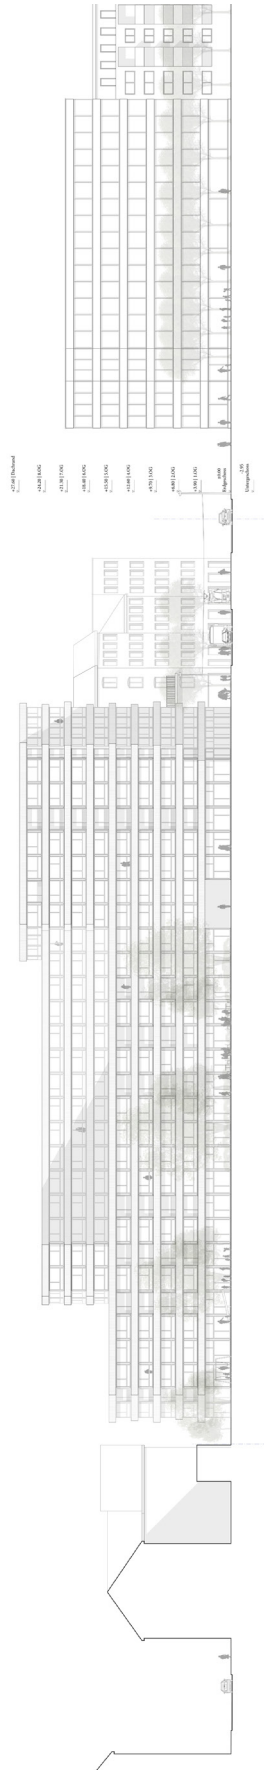 +27.60 | Dachrand
+24.20 | 8.OG
+21.30 | 7.OG
+18.40 | 6.OG
+15.50 | 5.OG
+12.60 | 4.OG
+9.70 | 3.OG
+6.80 | 2.OG
+3.90 | 1.OG
±0.00
Erdgeschoss
-2.95
Untergeschoss